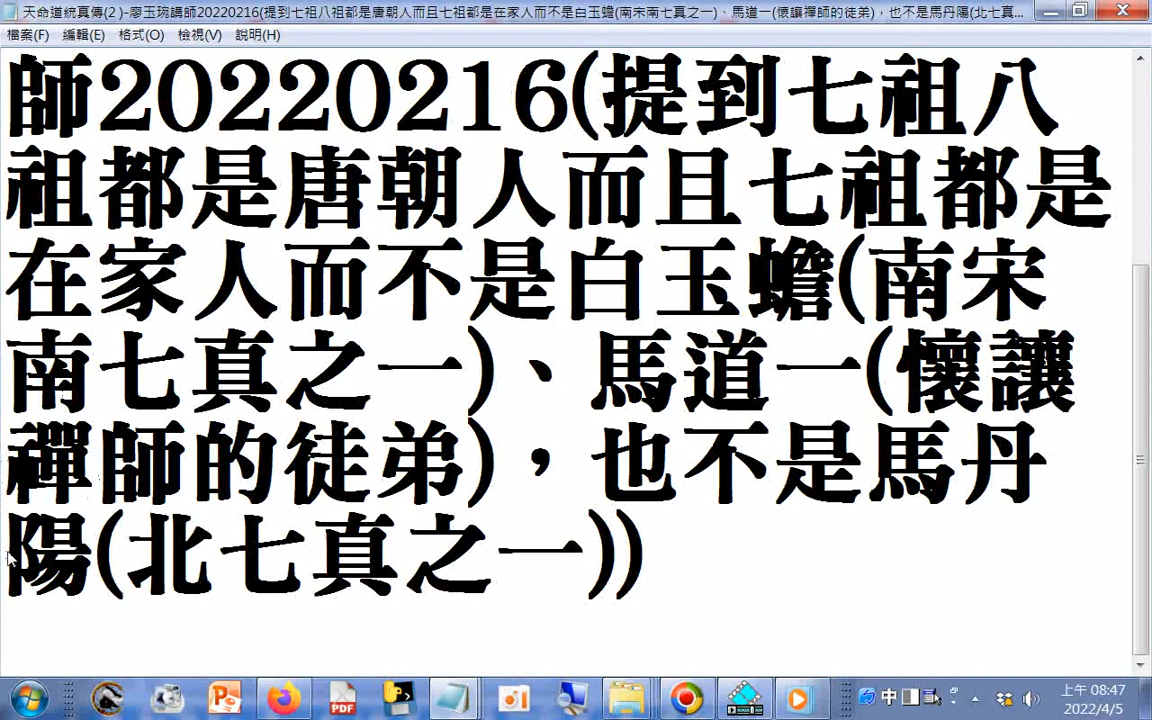 天命道統真傳(2)-廖玉琬講師20220216(提到七祖八祖都是唐朝人而且七祖都是在家人而不是白玉蟾(南宋南七真之一)、馬道一(懷讓禪師的徒弟)，也不是馬丹陽(北七真...
檔案(F) 編輯(E) 格式(O) 檢視(V) 說明(H)
師20220216(提到七祖八
祖都是唐朝人而且七祖都是
在家人而不是白玉蟾(南宋
南七真之一)、馬道一(懷讓
禪師的徒弟)，也不是馬丹
陽(北七真之一))
中
上午 08:47
2022/4/5